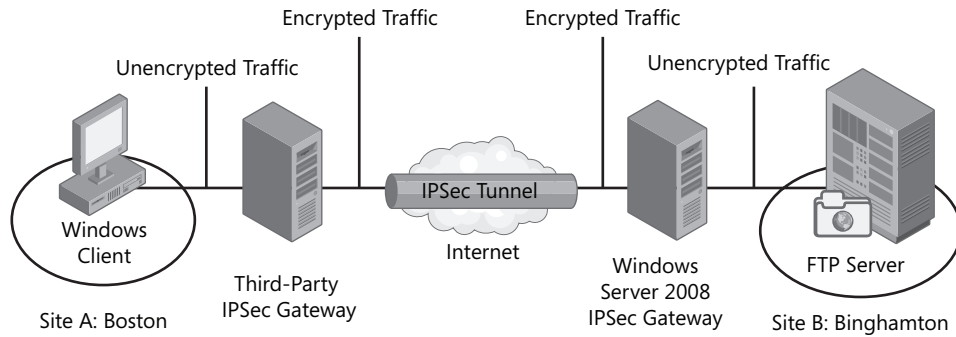 Encrypted Traffic
Encrypted Traffic
Unencrypted Traffic
Unencrypted Traffic
IPSec Tunnel
Internet
Windows
Client
Third-Party
IPSec Gateway
Windows
Server 2008
IPSec Gateway
FTP Server
Site A: Boston
Site B: Binghamton